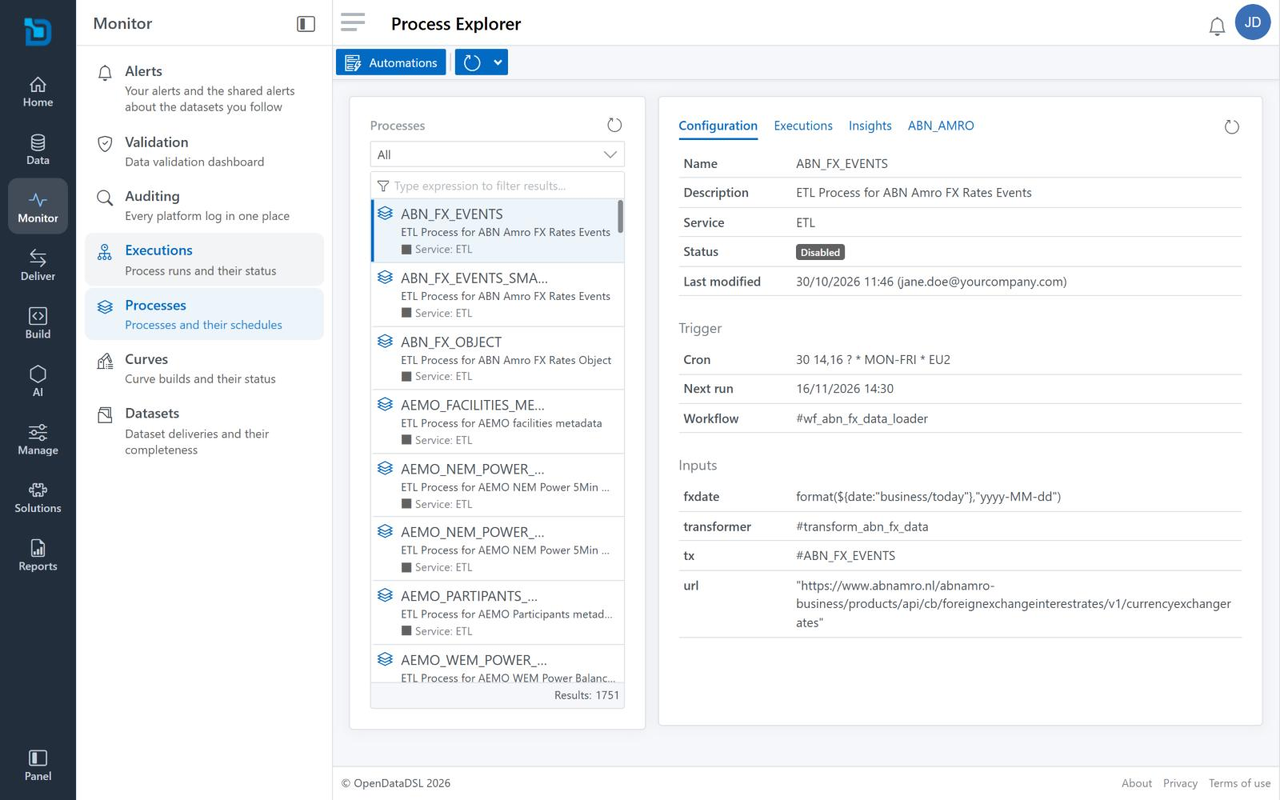 Monitor
Process Explorer
JD
Automations
Home
Data
Monitor
Deliver
Build
AI
Manage
Solutions
Reports
Panel
Alerts
Your alerts and the shared alerts
about the datasets you follow
Validation
Data validation dashboard
Auditing
Every platform log in one place
Executions
Process runs and their status
Processes
Processes and their schedules
Curves
Curve builds and their status
Datasets
Dataset deliveries and their
completeness
Processes
All
Type expression to filter results...
ABN_FX_EVENTS
ETL Process for ABN Amro FX Rates Events
Service: ETL
ABN_FX_EVENTS_SMA...
ETL Process for ABN Amro FX Rates Events
Service: ETL
ABN_FX_OBJECT
ETL Process for ABN Amro FX Rates Object
Service: ETL
AEMO_FACILITIES_ME...
ETL Process for AEMO facilities metadata
Service: ETL
AEMO_NEM_POWER_...
ETL Process for AEMO NEM Power 5Min ...
Service: ETL
AEMO_NEM_POWER_...
ETL Process for AEMO NEM Power 5Min ...
Service: ETL
AEMO_PARTIPANTS_...
ETL Process for AEMO Participants metad...
Service: ETL
AEMO_WEM_POWER_...
ETL Process for AEMO WEM Power Balanc...
Results: 1751
Configuration Executions Insights ABN_AMRO
Name ABN_FX_EVENTS
Description ETL Process for ABN Amro FX Rates Events
Service ETL
Status Disabled
Last modified 30/10/2026 11:46 (jane.doe@yourcompany.com)
Trigger
Cron 30 14,16 ? * MON-FRI * EU2
Next run 16/11/2026 14:30
Workflow #wf_abn_fx_data_loader
Inputs
fxdate format(${date:"business/today"},"yyyy-MM-dd")
transformer #transform_abn_fx_data
tx #ABN_FX_EVENTS
url "https://www.abnamro.nl/abnamro-
business/products/api/cb/foreignexchangeinterestrates/v1/currencyexchanger
ates"
© OpenDataDSL 2026
About Privacy Terms of use